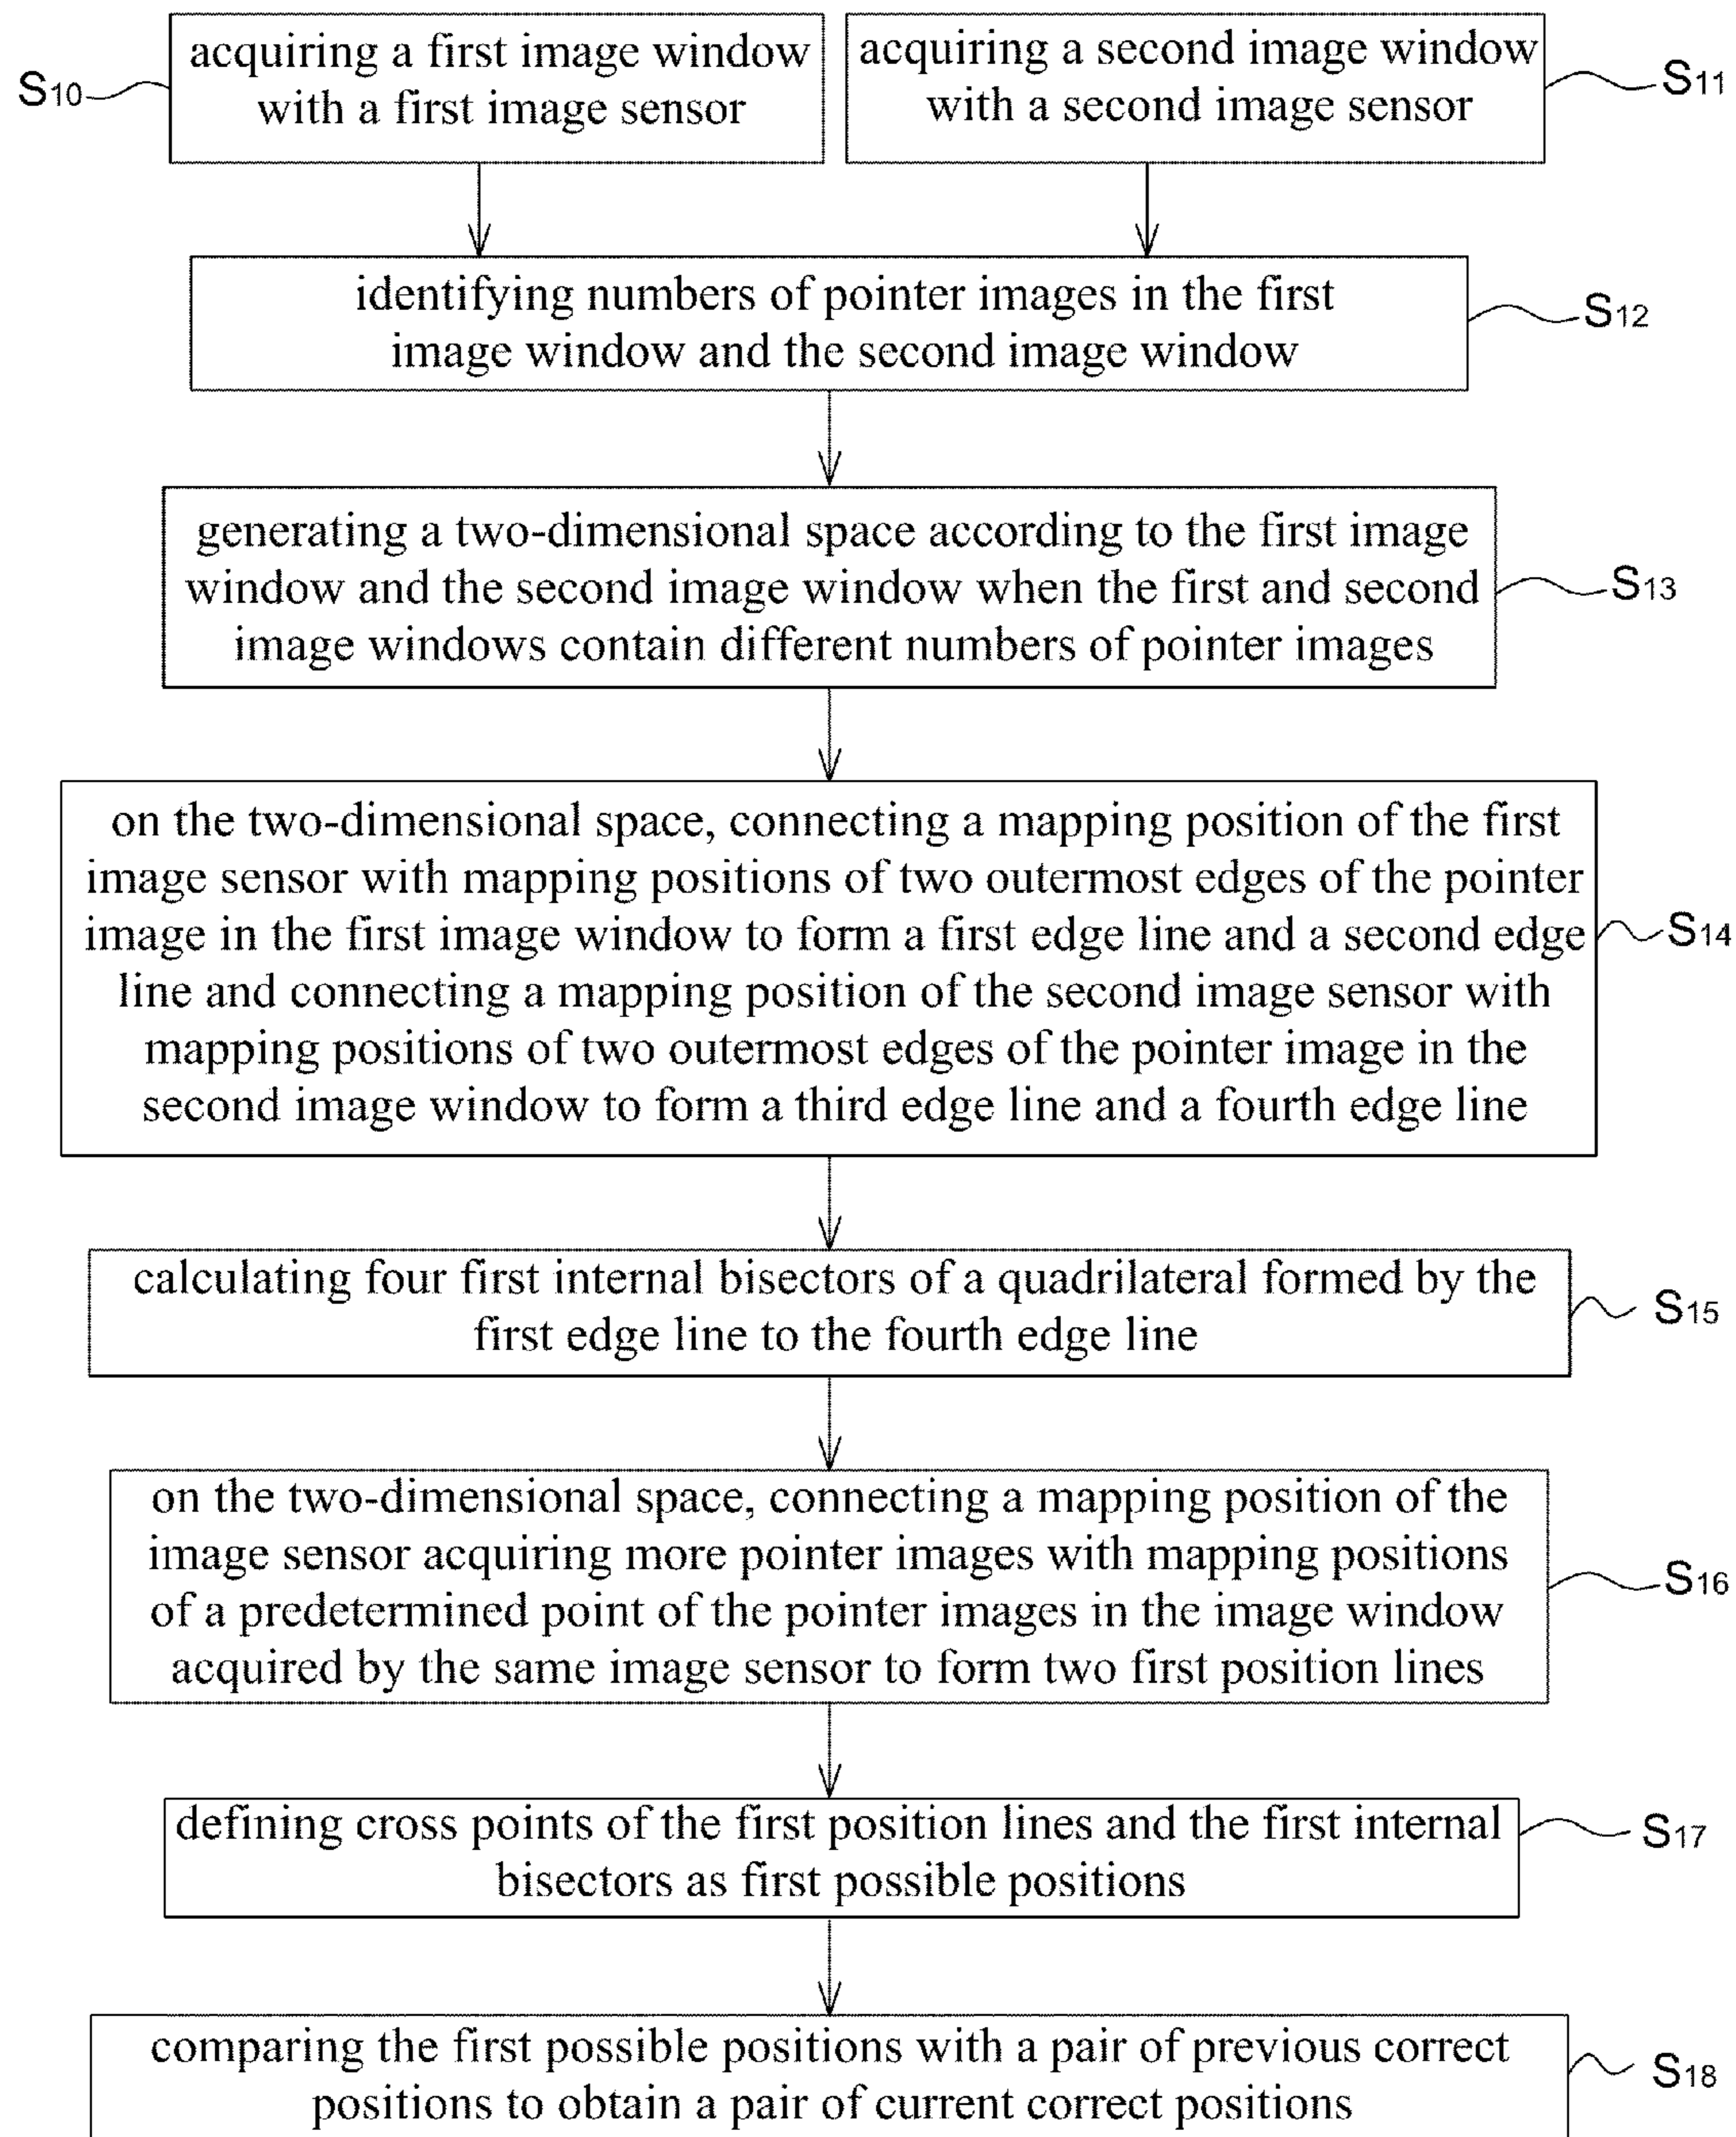 acquiring a first image window
with a first image sensor
S10
acquiring a second image window
with a second image sensor
S11
identifying numbers of pointer images in the first
image window and the second image window
S12
generating a two-dimensional space according to the first image
window and the second image window when the first and second
image windows contain different numbers of pointer images
S13
on the two-dimensional space, connecting a mapping position of the first
image sensor with mapping positions of two outermost edges of the pointer
image in the first image window to form a first edge line and a second edge
line and connecting a mapping position of the second image sensor with
mapping positions of two outermost edges of the pointer image in the
second image window to form a third edge line and a fourth edge line
S14
calculating four first internal bisectors of a quadrilateral formed by the
first edge line to the fourth edge line
S15
on the two-dimensional space, connecting a mapping position of the
image sensor acquiring more pointer images with mapping positions
of a predetermined point of the pointer images in the image window
acquired by the same image sensor to form two first position lines
S16
defining cross points of the first position lines and the first internal
bisectors as first possible positions
S17
comparing the first possible positions with a pair of previous correct
positions to obtain a pair of current correct positions
S18